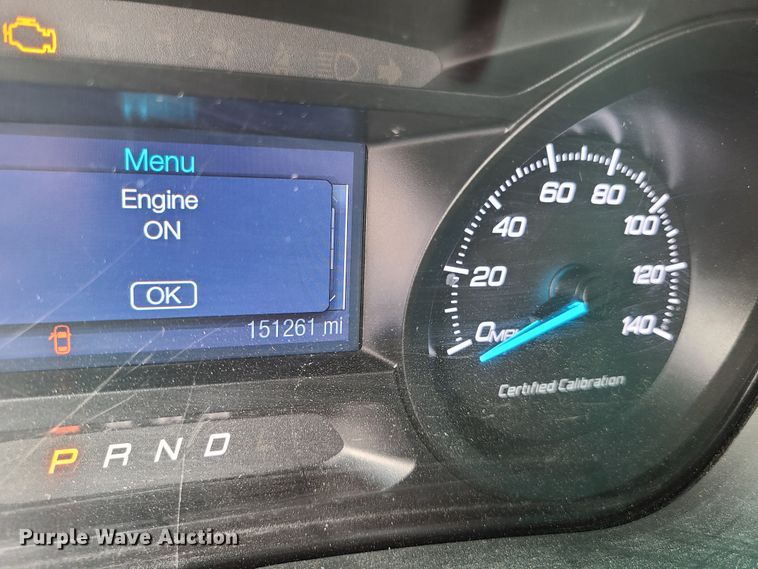 Menu
Engine
ON
OK
151261 mi
P R N D
0 MPH 20 40 60 80 100 120 140
Certified Calibration
Purple Wave Auction